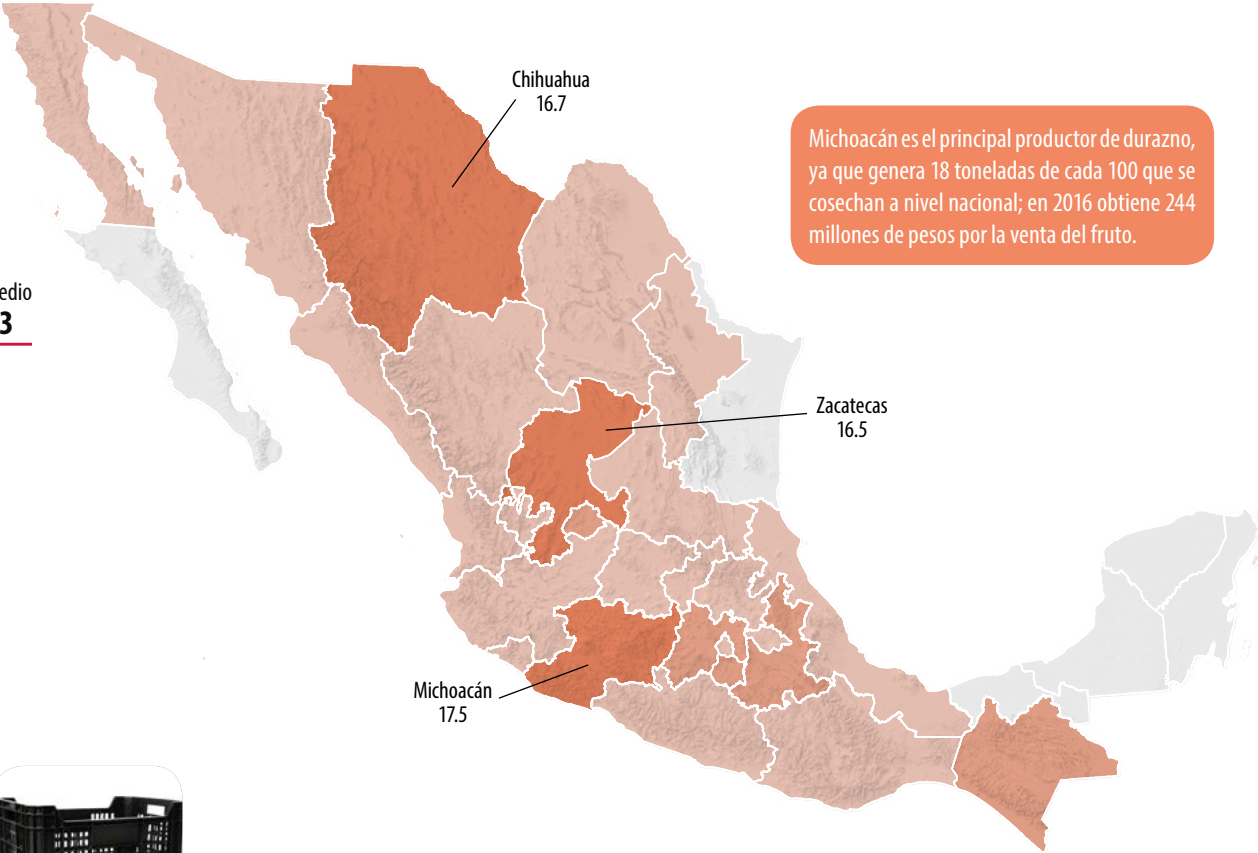 Chihuahua
16.7
Michoacán es el principal productor de durazno,
ya que genera 18 toneladas de cada 100 que se
cosechan a nivel nacional; en 2016 obtiene 244
millones de pesos por la venta del fruto.
edio
3
Zacatecas
16.5
Michoacán
17.5